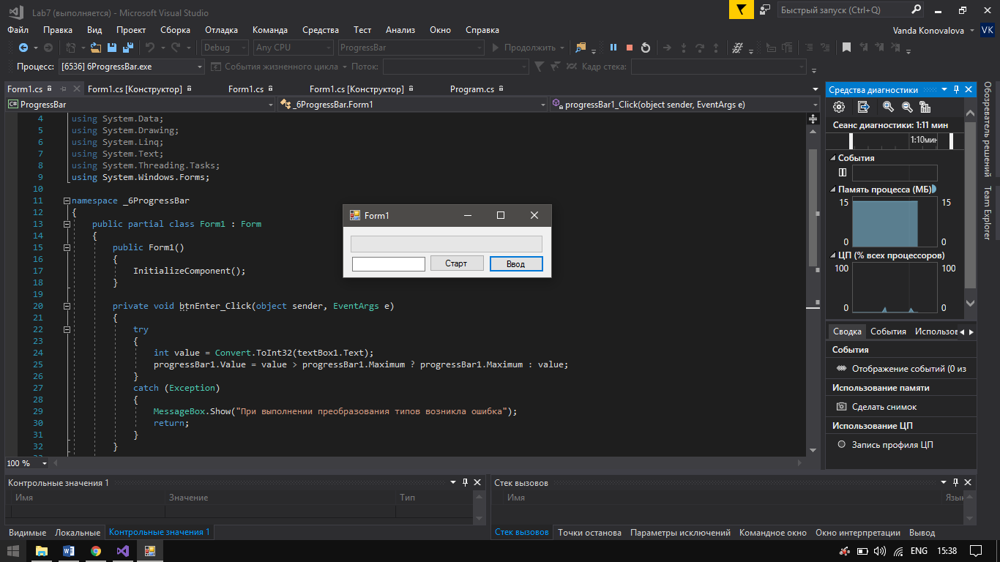 Lab7 (выполняется) - Microsoft Visual Studio
Быстрый запуск (Ctrl+Q)
Файл Правка Вид Проект Сборка Отладка Команда Средства Тест Анализ Окно Справка
Vanda Konovalova VK
Debug Any CPU ProgressBar Продолжить
Процесс: [6536] 6ProgressBar.exe События жизненного цикла Поток: Кадр стека:
Form1.cs Form1.cs [Конструктор] Form1.cs Form1.cs [Конструктор] Program.cs
ProgressBar _6ProgressBar.Form1 progressBar1_Click(object sender, EventArgs e)
4 using System.Data;
5 using System.Drawing;
6 using System.Linq;
7 using System.Text;
8 using System.Threading.Tasks;
9 using System.Windows.Forms;
10
11 namespace _6ProgressBar
12 {
13 public partial class Form1 : Form
14 {
15 public Form1()
16 {
17 InitializeComponent();
18 }
19
20 private void btnEnter_Click(object sender, EventArgs e)
21 {
22 try
23 {
24 int value = Convert.ToInt32(textBox1.Text);
25 progressBar1.Value = value > progressBar1.Maximum ? progressBar1.Maximum : value;
26 }
27 catch (Exception)
28 {
29 MessageBox.Show("При выполнении преобразования типов возникла ошибка");
30 return;
31 }
32 }
100 %
Form1
Старт Ввод
Средства диагностики
Сеанс диагностики: 1:11 мин
1:10мин
События
Память процесса (МБ)
15 15
0 0
ЦП (% всех процессоров)
100 100
0 0
Сводка События Использов
События
Отображение событий (0 из
Использование памяти
Сделать снимок
Использование ЦП
Запись профиля ЦП
Обозреватель решений
Team Explorer
Контрольные значения 1
Имя Значение Тип
Видимые Локальные Контрольные значения 1
Стек вызовов
Имя Язык
Стек вызовов Точки останова Параметры исключений Командное окно Окно интерпретации Вывод
ENG 15:38